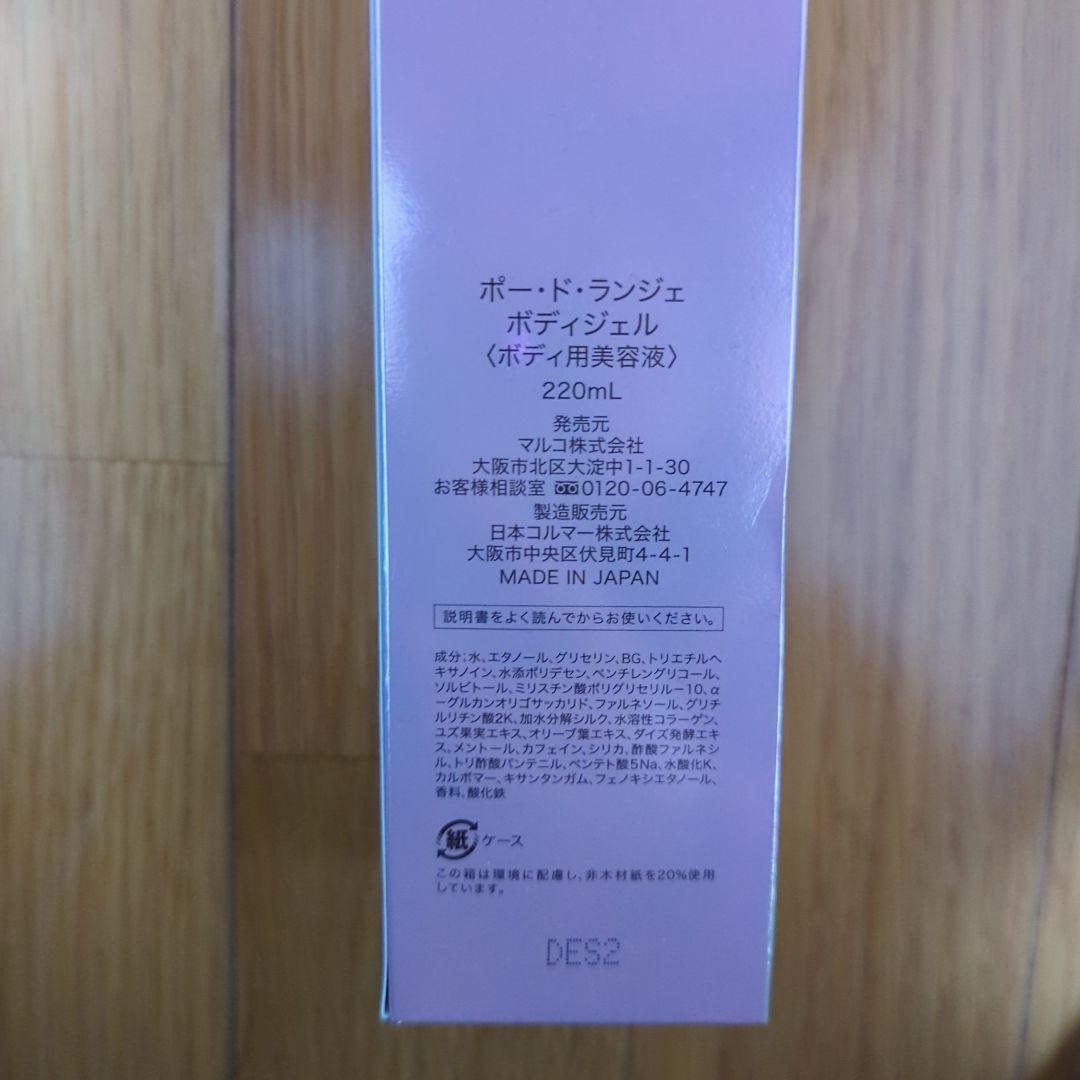 ポー・ド・ランジェ
ボディジェル
〈ボディ用美容液〉
220mL
発売元
マルコ株式会社
大阪市北区大淀中1-1-30
お客様相談室 0120-06-4747
製造販売元
日本コルマー株式会社
大阪市中央区伏見町4-4-1
MADE IN JAPAN
説明書をよく読んでからお使いください。
成分;水、エタノール、グリセリン、BG、トリエチルヘ
キサノイン、水添ポリデセン、ペンチレングリコール、
ソルビトール、ミリスチン酸ポリグリセリル−10、α
−グルカンオリゴサッカリド、ファルネソール、グリチ
ルリチン酸2K、加水分解シルク、水溶性コラーゲン、
ユズ果実エキス、オリーブ葉エキス、ダイズ発酵エキ
ス、メントール、カフェイン、シリカ、酢酸ファルネシ
ル、トリ酢酸パンテニル、ペンテト酸5Na、水酸化K、
カルボマー、キサンタンガム、フェノキシエタノール、
香料、酸化鉄
紙 ケース
この箱は環境に配慮し、非木材紙を20%使用
しています。
DES2